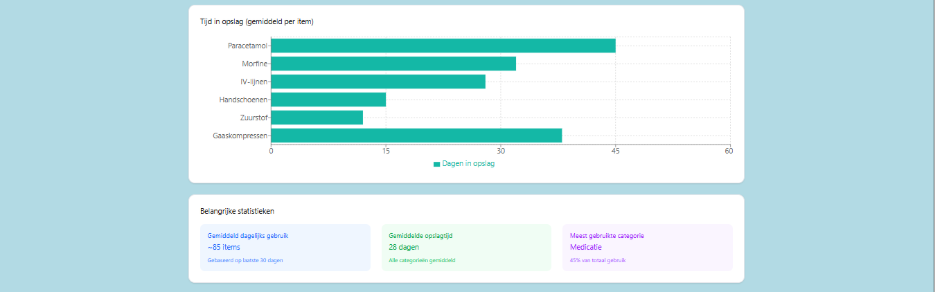 Tijd in opslag (gemiddeld per item)
Paracetamol
Morfine
IV-lijnen
Handschoenen
Zuurstof
Gaaskompressen
0 15 30 45 60
Dagen in opslag
Belangrijke statistieken
Gemiddeld dagelijks gebruik
~85 items
Gebaseerd op laatste 30 dagen
Gemiddelde opslagtijd
28 dagen
Alle categorieën gemiddeld
Meest gebruikte categorie
Medicatie
45% van totaal gebruik